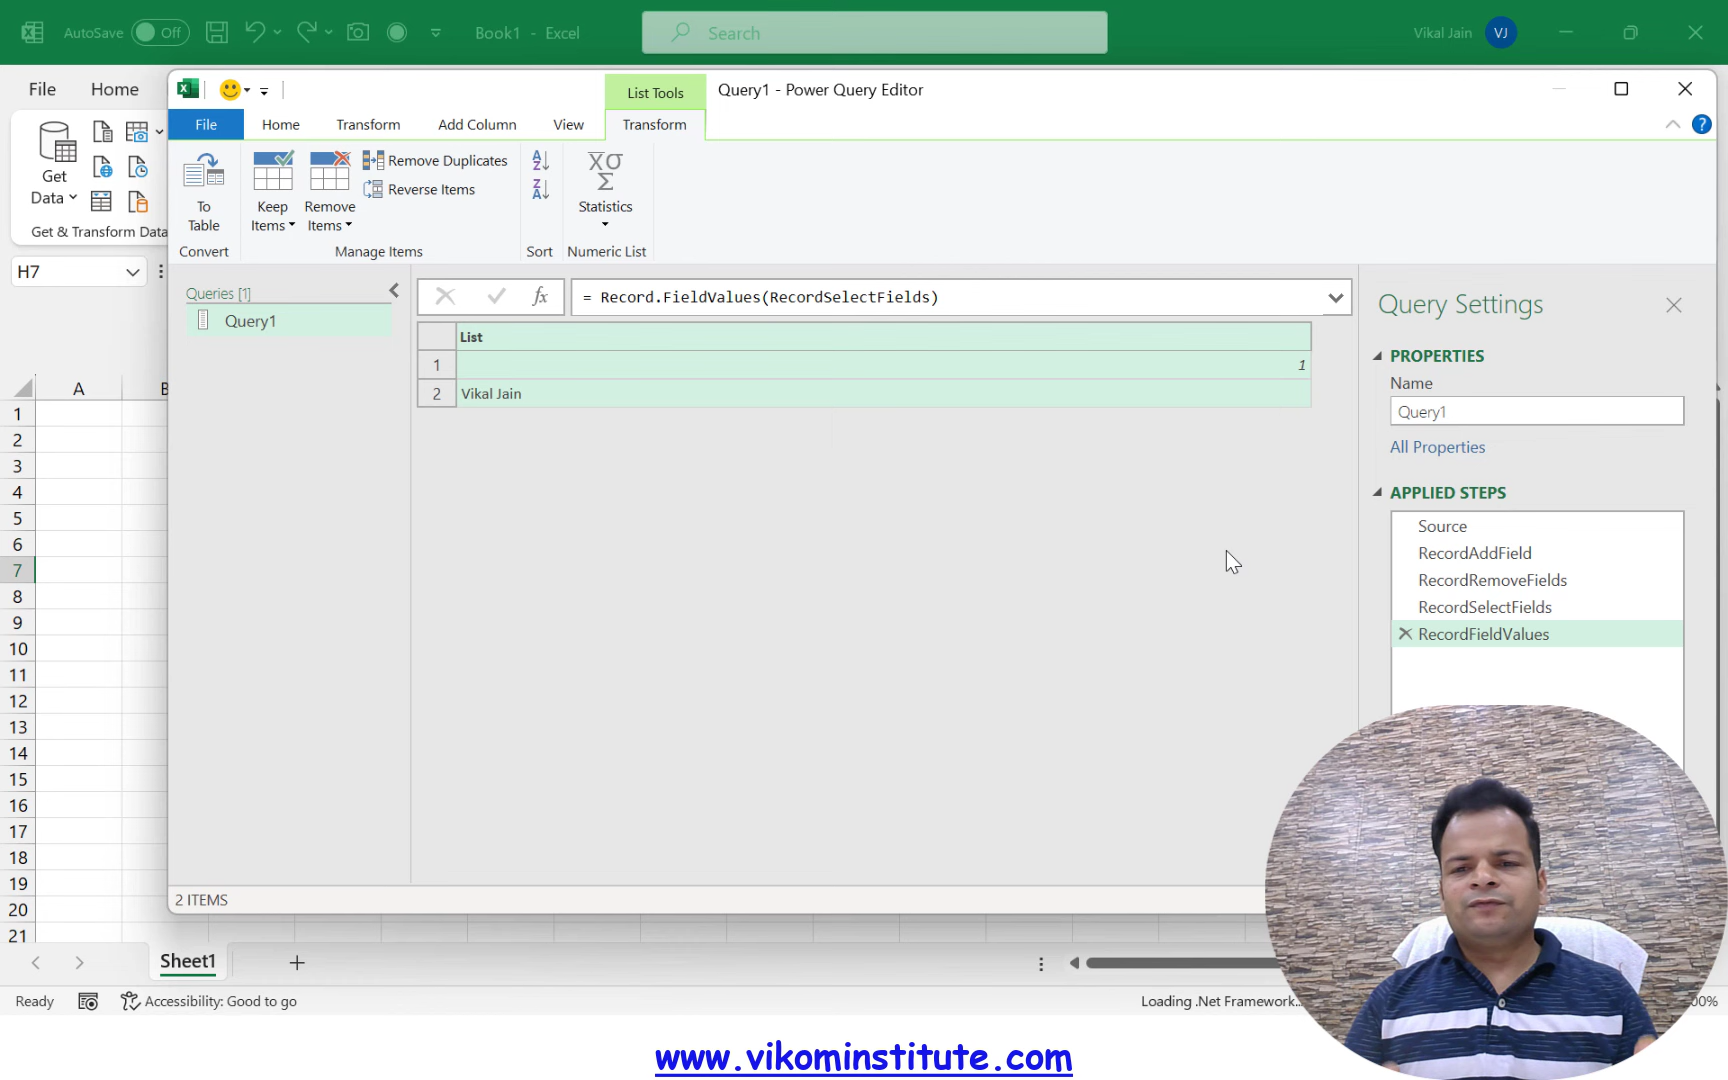 AutoSave Off Book1 - Excel Search Vikal Jain VJ
File Home
List Tools Query1 - Power Query Editor
File Home Transform Add Column View Transform ?
Get Data
Get & Transform Data
To Table
Convert
Keep Items
Remove Items
Remove Duplicates
Reverse Items
Manage Items
A Z
Z A
Sort
X̄σ Σ
Statistics
Numeric List
H7
Queries [1]
Query1
fx = Record.FieldValues(RecordSelectFields)
List
1 1
2 Vikal Jain
2 ITEMS
Query Settings
PROPERTIES
Name
Query1
All Properties
APPLIED STEPS
Source
RecordAddField
RecordRemoveFields
RecordSelectFields
RecordFieldValues
A B
1
2
3
4
5
6
7
8
9
10
11
12
13
14
15
16
17
18
19
20
21
Sheet1
Ready Accessibility: Good to go Loading .Net Framework.. 00%
www.vikominstitute.com